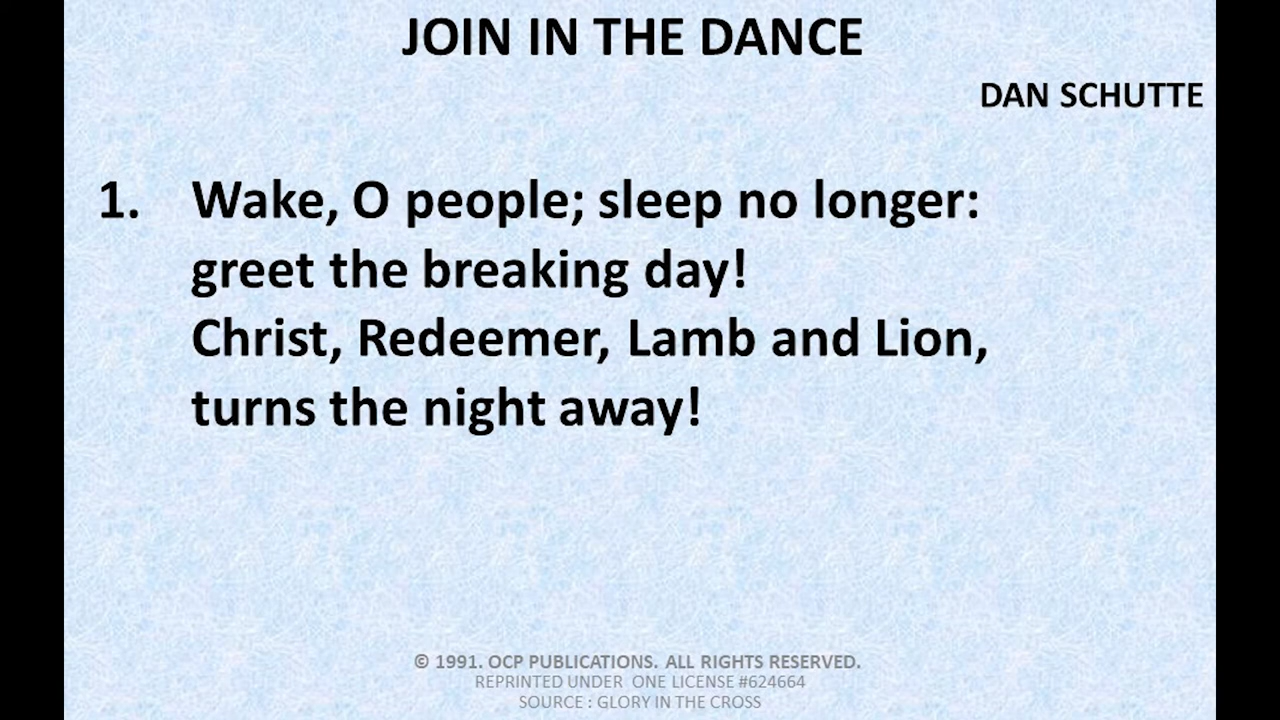 JOIN IN THE DANCE
DAN SCHUTTE
1. Wake, O people; sleep no longer:
greet the breaking day!
Christ, Redeemer, Lamb and Lion,
turns the night away!
© 1991. OCP PUBLICATIONS. ALL RIGHTS RESERVED.
REPRINTED UNDER ONE LICENSE #624664
SOURCE : GLORY IN THE CROSS